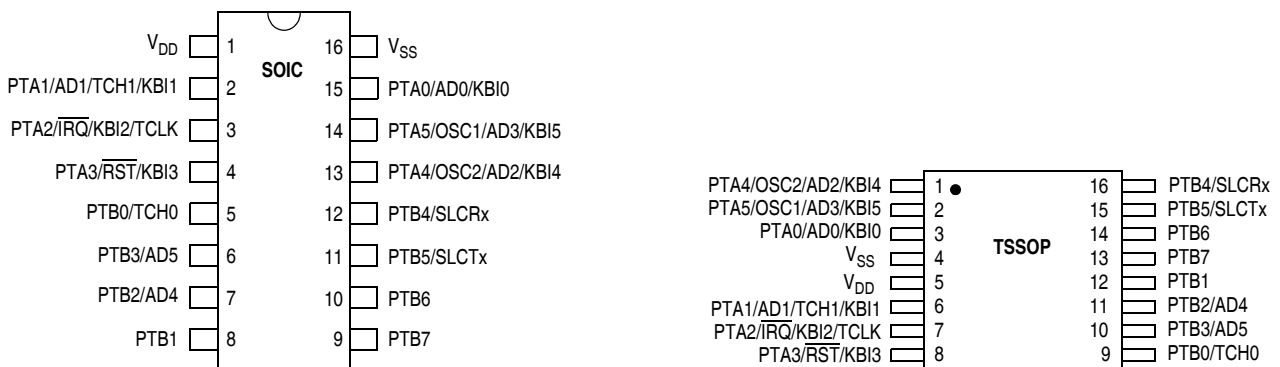 SOIC
V_DD 1 16 V_SS
PTA1/AD1/TCH1/KBI1 2 15 PTA0/AD0/KBI0
PTA2/I̅R̅Q̅/KBI2/TCLK 3 14 PTA5/OSC1/AD3/KBI5
PTA3/R̅S̅T̅/KBI3 4 13 PTA4/OSC2/AD2/KBI4
PTB0/TCH0 5 12 PTB4/SLCRx
PTB3/AD5 6 11 PTB5/SLCTx
PTB2/AD4 7 10 PTB6
PTB1 8 9 PTB7
TSSOP
PTA4/OSC2/AD2/KBI4 1 16 PTB4/SLCRx
PTA5/OSC1/AD3/KBI5 2 15 PTB5/SLCTx
PTA0/AD0/KBI0 3 14 PTB6
V_SS 4 13 PTB7
V_DD 5 12 PTB1
PTA1/AD1/TCH1/KBI1 6 11 PTB2/AD4
PTA2/I̅R̅Q̅/KBI2/TCLK 7 10 PTB3/AD5
PTA3/R̅S̅T̅/KBI3 8 9 PTB0/TCH0